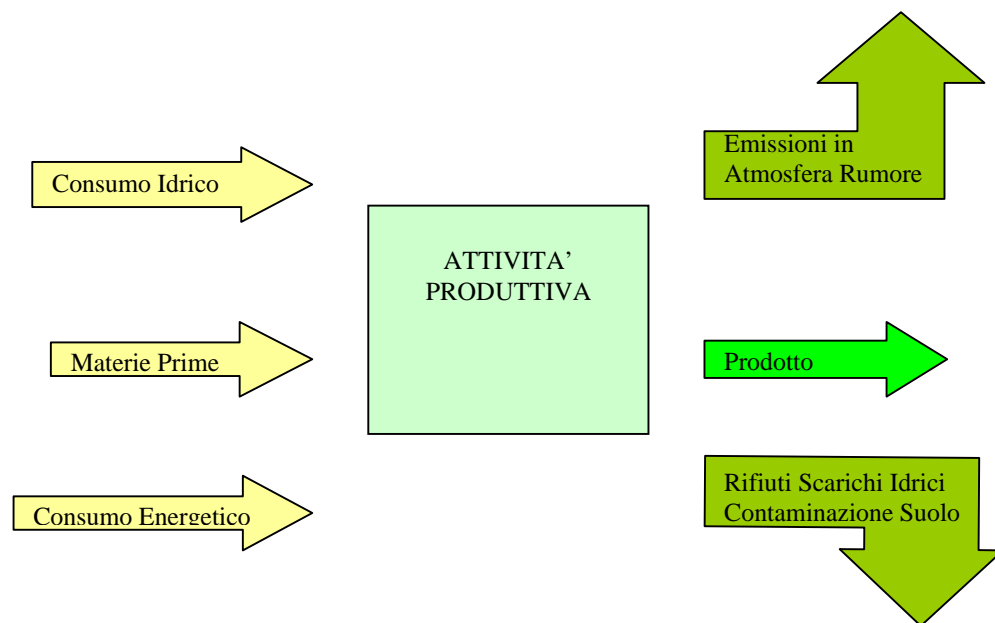 Consumo Idrico
Materie Prime
Consumo Energetico
ATTIVITA’
PRODUTTIVA
Emissioni in
Atmosfera Rumore
Prodotto
Rifiuti Scarichi Idrici
Contaminazione Suolo